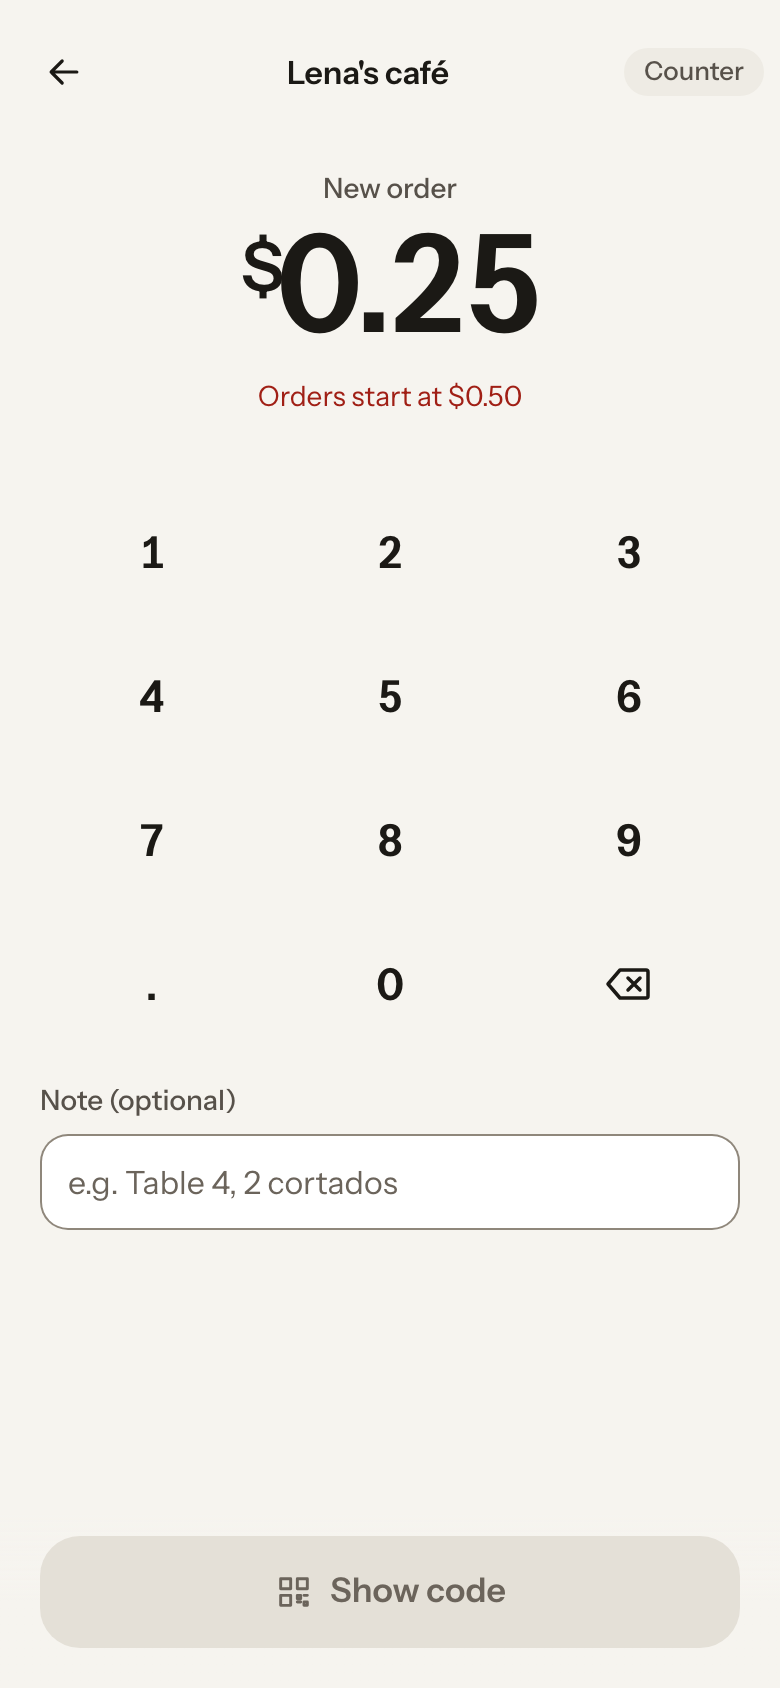 Lena's café
Counter
New order
$0.25
Orders start at $0.50
1 2 3
4 5 6
7 8 9
. 0
Note (optional)
e.g. Table 4, 2 cortados
Show code